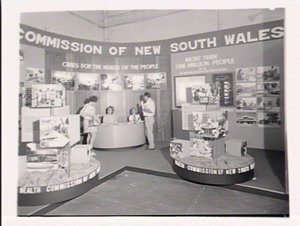 COMMISSION OF NEW SOUTH WALES
CARES FOR THE HEALTH OF THE PEOPLE
MORE
THAN
ONE MILLION PEOPLE
HEALTH COMMISSION OF
HEALTH COMMISSION OF NEW SOUTH W